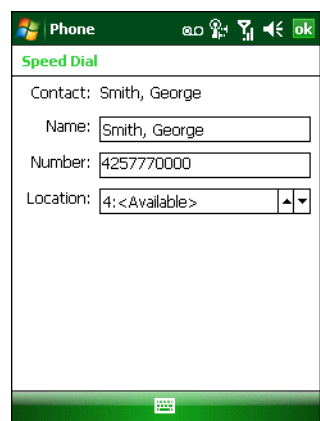 Phone ok
Speed Dial
Contact: Smith, George
Name: Smith, George
Number: 4257770000
Location: 4:<Available>